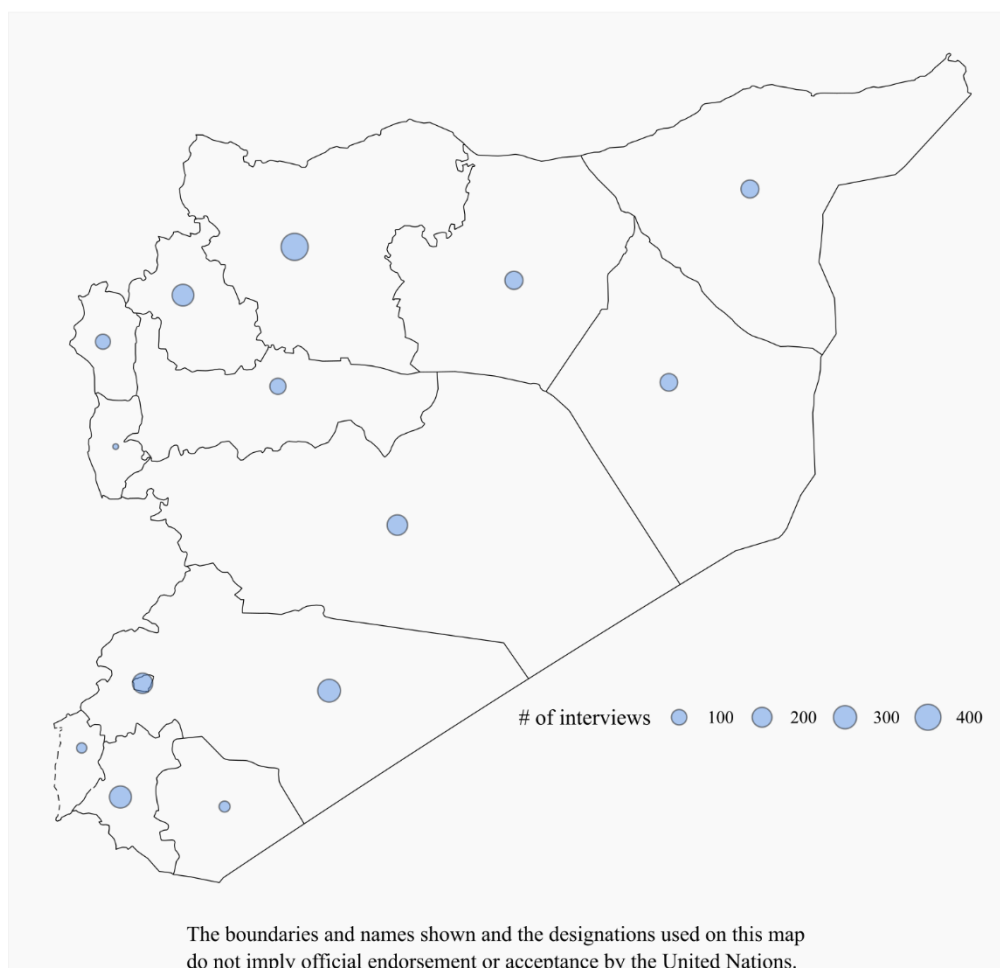 # of interviews 100 200 300 400
The boundaries and names shown and the designations used on this map
do not imply official endorsement or acceptance by the United Nations.